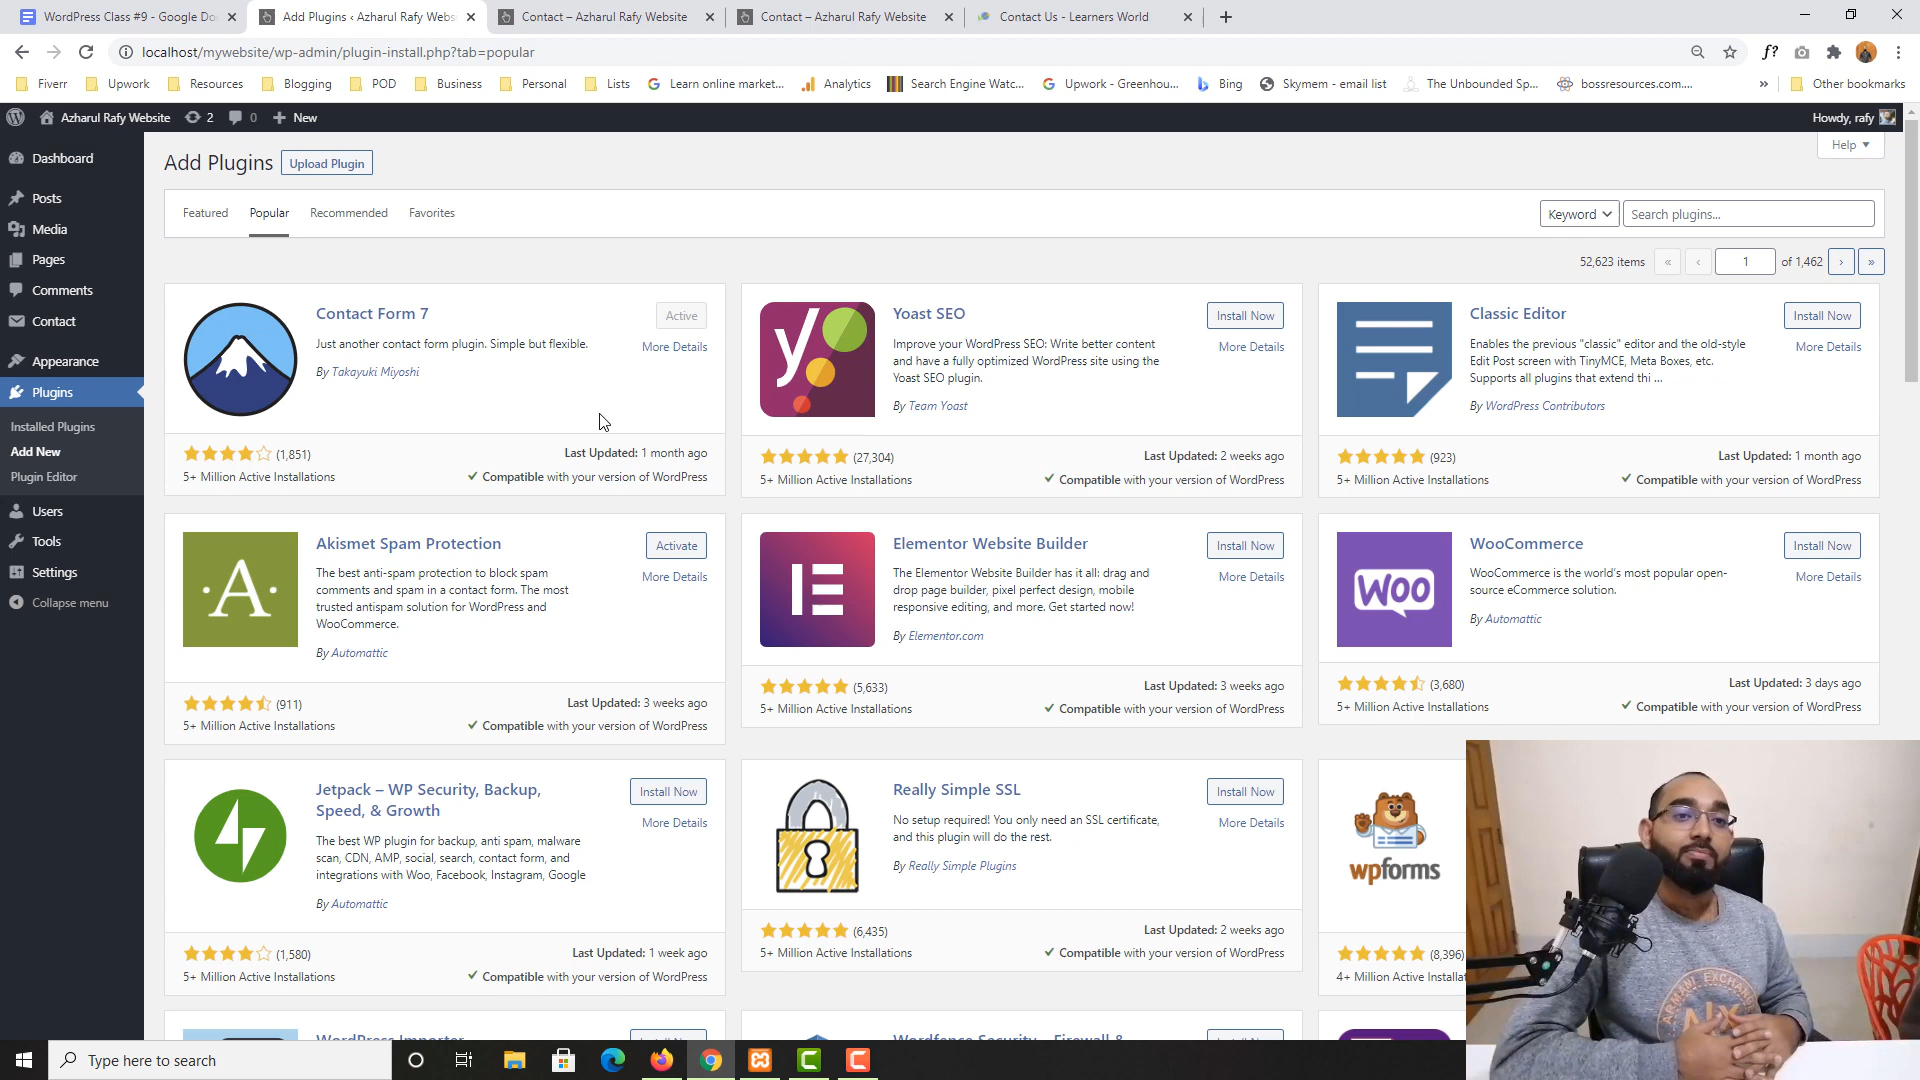 WordPress Class #9 - Google Do
Add Plugins ‹ Azharul Rafy Webs
Contact – Azharul Rafy Website
Contact – Azharul Rafy Website
Contact Us - Learners World
localhost/mywebsite/wp-admin/plugin-install.php?tab=popular
f?
Fiverr
Upwork
Resources
Blogging
POD
Business
Personal
Lists
Learn online market...
Analytics
Search Engine Watc...
Upwork - Greenhou...
Bing
Skymem - email list
The Unbounded Sp...
bossresources.com....
»
Other bookmarks
Azharul Rafy Website
2
0
New
Howdy, rafy
Dashboard
Posts
Media
Pages
Comments
Contact
Appearance
Plugins
Installed Plugins
Add New
Plugin Editor
Users
Tools
Settings
Collapse menu
Help
Add Plugins
Upload Plugin
Featured
Popular
Recommended
Favorites
Keyword
Search plugins...
52,623 items
«
‹
1
of 1,462
›
»
Contact Form 7
Active
Just another contact form plugin. Simple but flexible.
More Details
By Takayuki Miyoshi
(1,851)
Last Updated: 1 month ago
5+ Million Active Installations
Compatible with your version of WordPress
y
Yoast SEO
Install Now
Improve your WordPress SEO: Write better content
More Details
and have a fully optimized WordPress site using the
Yoast SEO plugin.
By Team Yoast
(27,304)
Last Updated: 2 weeks ago
5+ Million Active Installations
Compatible with your version of WordPress
Classic Editor
Install Now
Enables the previous "classic" editor and the old-style
More Details
Edit Post screen with TinyMCE, Meta Boxes, etc.
Supports all plugins that extend thi ...
By WordPress Contributors
(923)
Last Updated: 1 month ago
5+ Million Active Installations
Compatible with your version of WordPress
·A·
Akismet Spam Protection
Activate
The best anti-spam protection to block spam
More Details
comments and spam in a contact form. The most
trusted antispam solution for WordPress and
WooCommerce.
By Automattic
(911)
Last Updated: 3 weeks ago
5+ Million Active Installations
Compatible with your version of WordPress
Elementor Website Builder
Install Now
The Elementor Website Builder has it all: drag and
More Details
drop page builder, pixel perfect design, mobile
responsive editing, and more. Get started now!
By Elementor.com
(5,633)
Last Updated: 3 weeks ago
5+ Million Active Installations
Compatible with your version of WordPress
WOO
WooCommerce
Install Now
WooCommerce is the world's most popular open-
More Details
source eCommerce solution.
By Automattic
(3,680)
Last Updated: 3 days ago
5+ Million Active Installations
Compatible with your version of WordPress
Jetpack – WP Security, Backup,
Speed, & Growth
Install Now
More Details
The best WP plugin for backup, anti spam, malware
scan, CDN, AMP, social, search, contact form, and
integrations with Woo, Facebook, Instagram, Google
By Automattic
(1,580)
Last Updated: 1 week ago
5+ Million Active Installations
Compatible with your version of WordPress
Really Simple SSL
Install Now
No setup required! You only need an SSL certificate,
More Details
and this plugin will do the rest.
By Really Simple Plugins
(6,435)
Last Updated: 2 weeks ago
5+ Million Active Installations
Compatible with your version of WordPress
wpforms
(8,396)
4+ Million Active Installa
ARMANI EXCHANGE
A|X
WordPress Importer
Wordfence Security – Firewall &
Type here to search